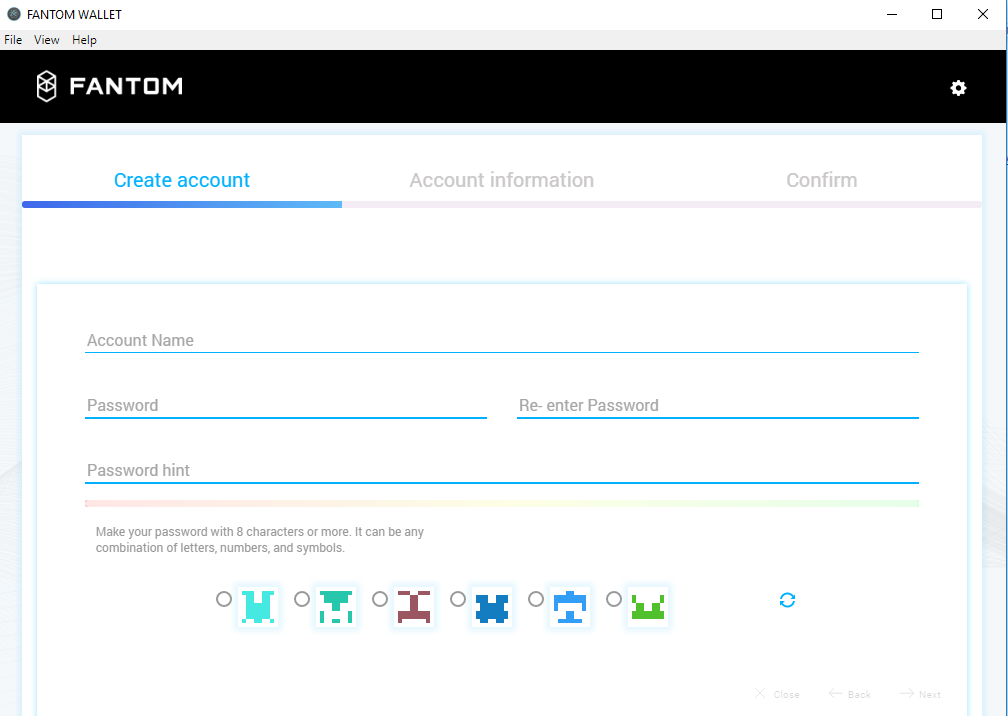 FANTOM WALLET
File View Help
FANTOM
Create account Account information Confirm
Account Name
Password Re- enter Password
Password hint
Make your password with 8 characters or more. It can be any
combination of letters, numbers, and symbols.
Close Back Next